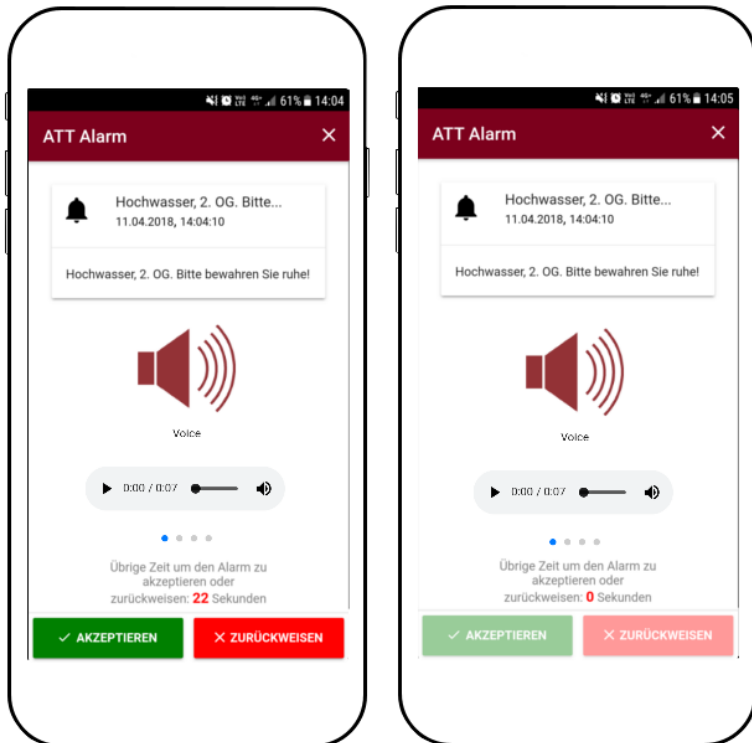 61% 14:04
ATT Alarm
Hochwasser, 2. OG. Bitte...
11.04.2018, 14:04:10
Hochwasser, 2. OG. Bitte bewahren Sie ruhe!
Voice
0:00 / 0:07
Übrige Zeit um den Alarm zu
akzeptieren oder
zurückweisen: 22 Sekunden
AKZEPTIEREN
ZURÜCKWEISEN
61% 14:05
ATT Alarm
Hochwasser, 2. OG. Bitte...
11.04.2018, 14:04:10
Hochwasser, 2. OG. Bitte bewahren Sie ruhe!
Voice
0:00 / 0:07
Übrige Zeit um den Alarm zu
akzeptieren oder
zurückweisen: 0 Sekunden
AKZEPTIEREN
ZURÜCKWEISEN